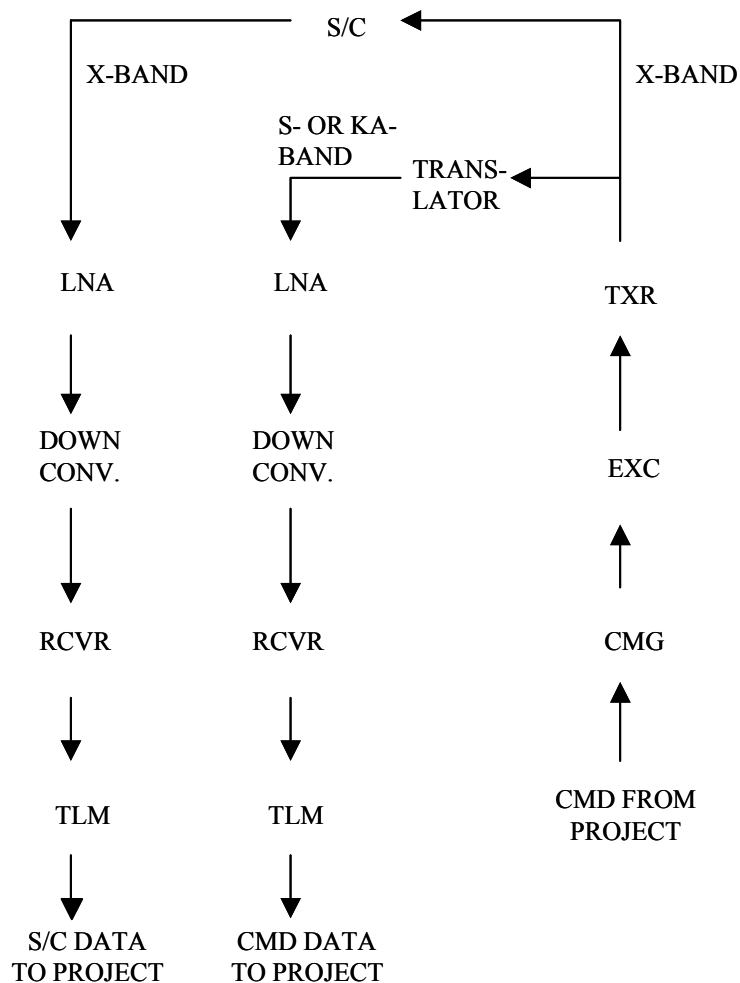 S/C
X-BAND
X-BAND
S- OR KA-
BAND
TRANS-
LATOR
LNA
LNA
TXR
DOWN
CONV.
DOWN
CONV.
EXC
RCVR
RCVR
CMG
TLM
TLM
CMD FROM
PROJECT
S/C DATA
TO PROJECT
CMD DATA
TO PROJECT